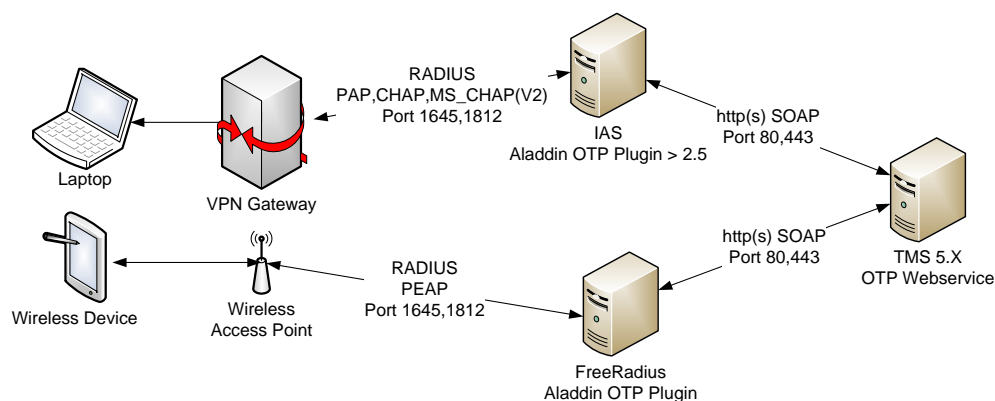 RADIUS
PAP,CHAP,MS_CHAP(V2)
Port 1645,1812
IAS
Aladdin OTP Plugin > 2.5
http(s) SOAP
Port 80,443
Laptop
VPN Gateway
http(s) SOAP
Port 80,443
TMS 5.X
OTP Webservice
RADIUS
PEAP
Port 1645,1812
Wireless Device
Wireless
Access Point
FreeRadius
Aladdin OTP Plugin